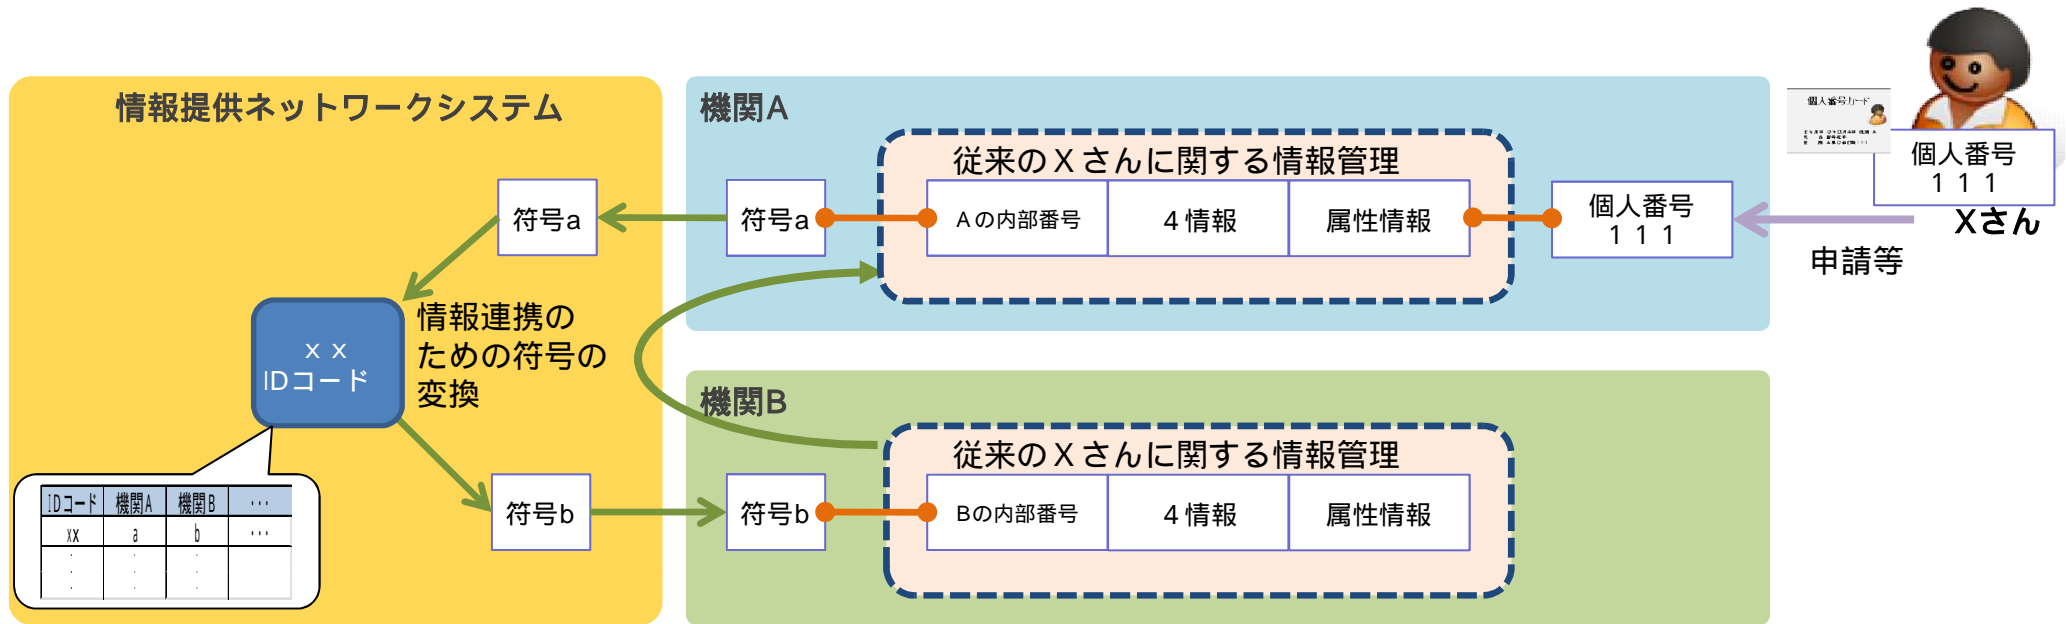 情報提供ネットワークシステム
符号a
xx
IDコード
情報連携の
ための符号の
変換
符号b
IDコード 機関A 機関B ・・・
xx a b ・・・
機関A
従来のXさんに関する情報管理
符号a
Aの内部番号 4情報 属性情報
個人番号
111
機関B
従来のXさんに関する情報管理
符号b
Bの内部番号 4情報 属性情報
個人番号カード
個人番号
111
Xさん
申請等